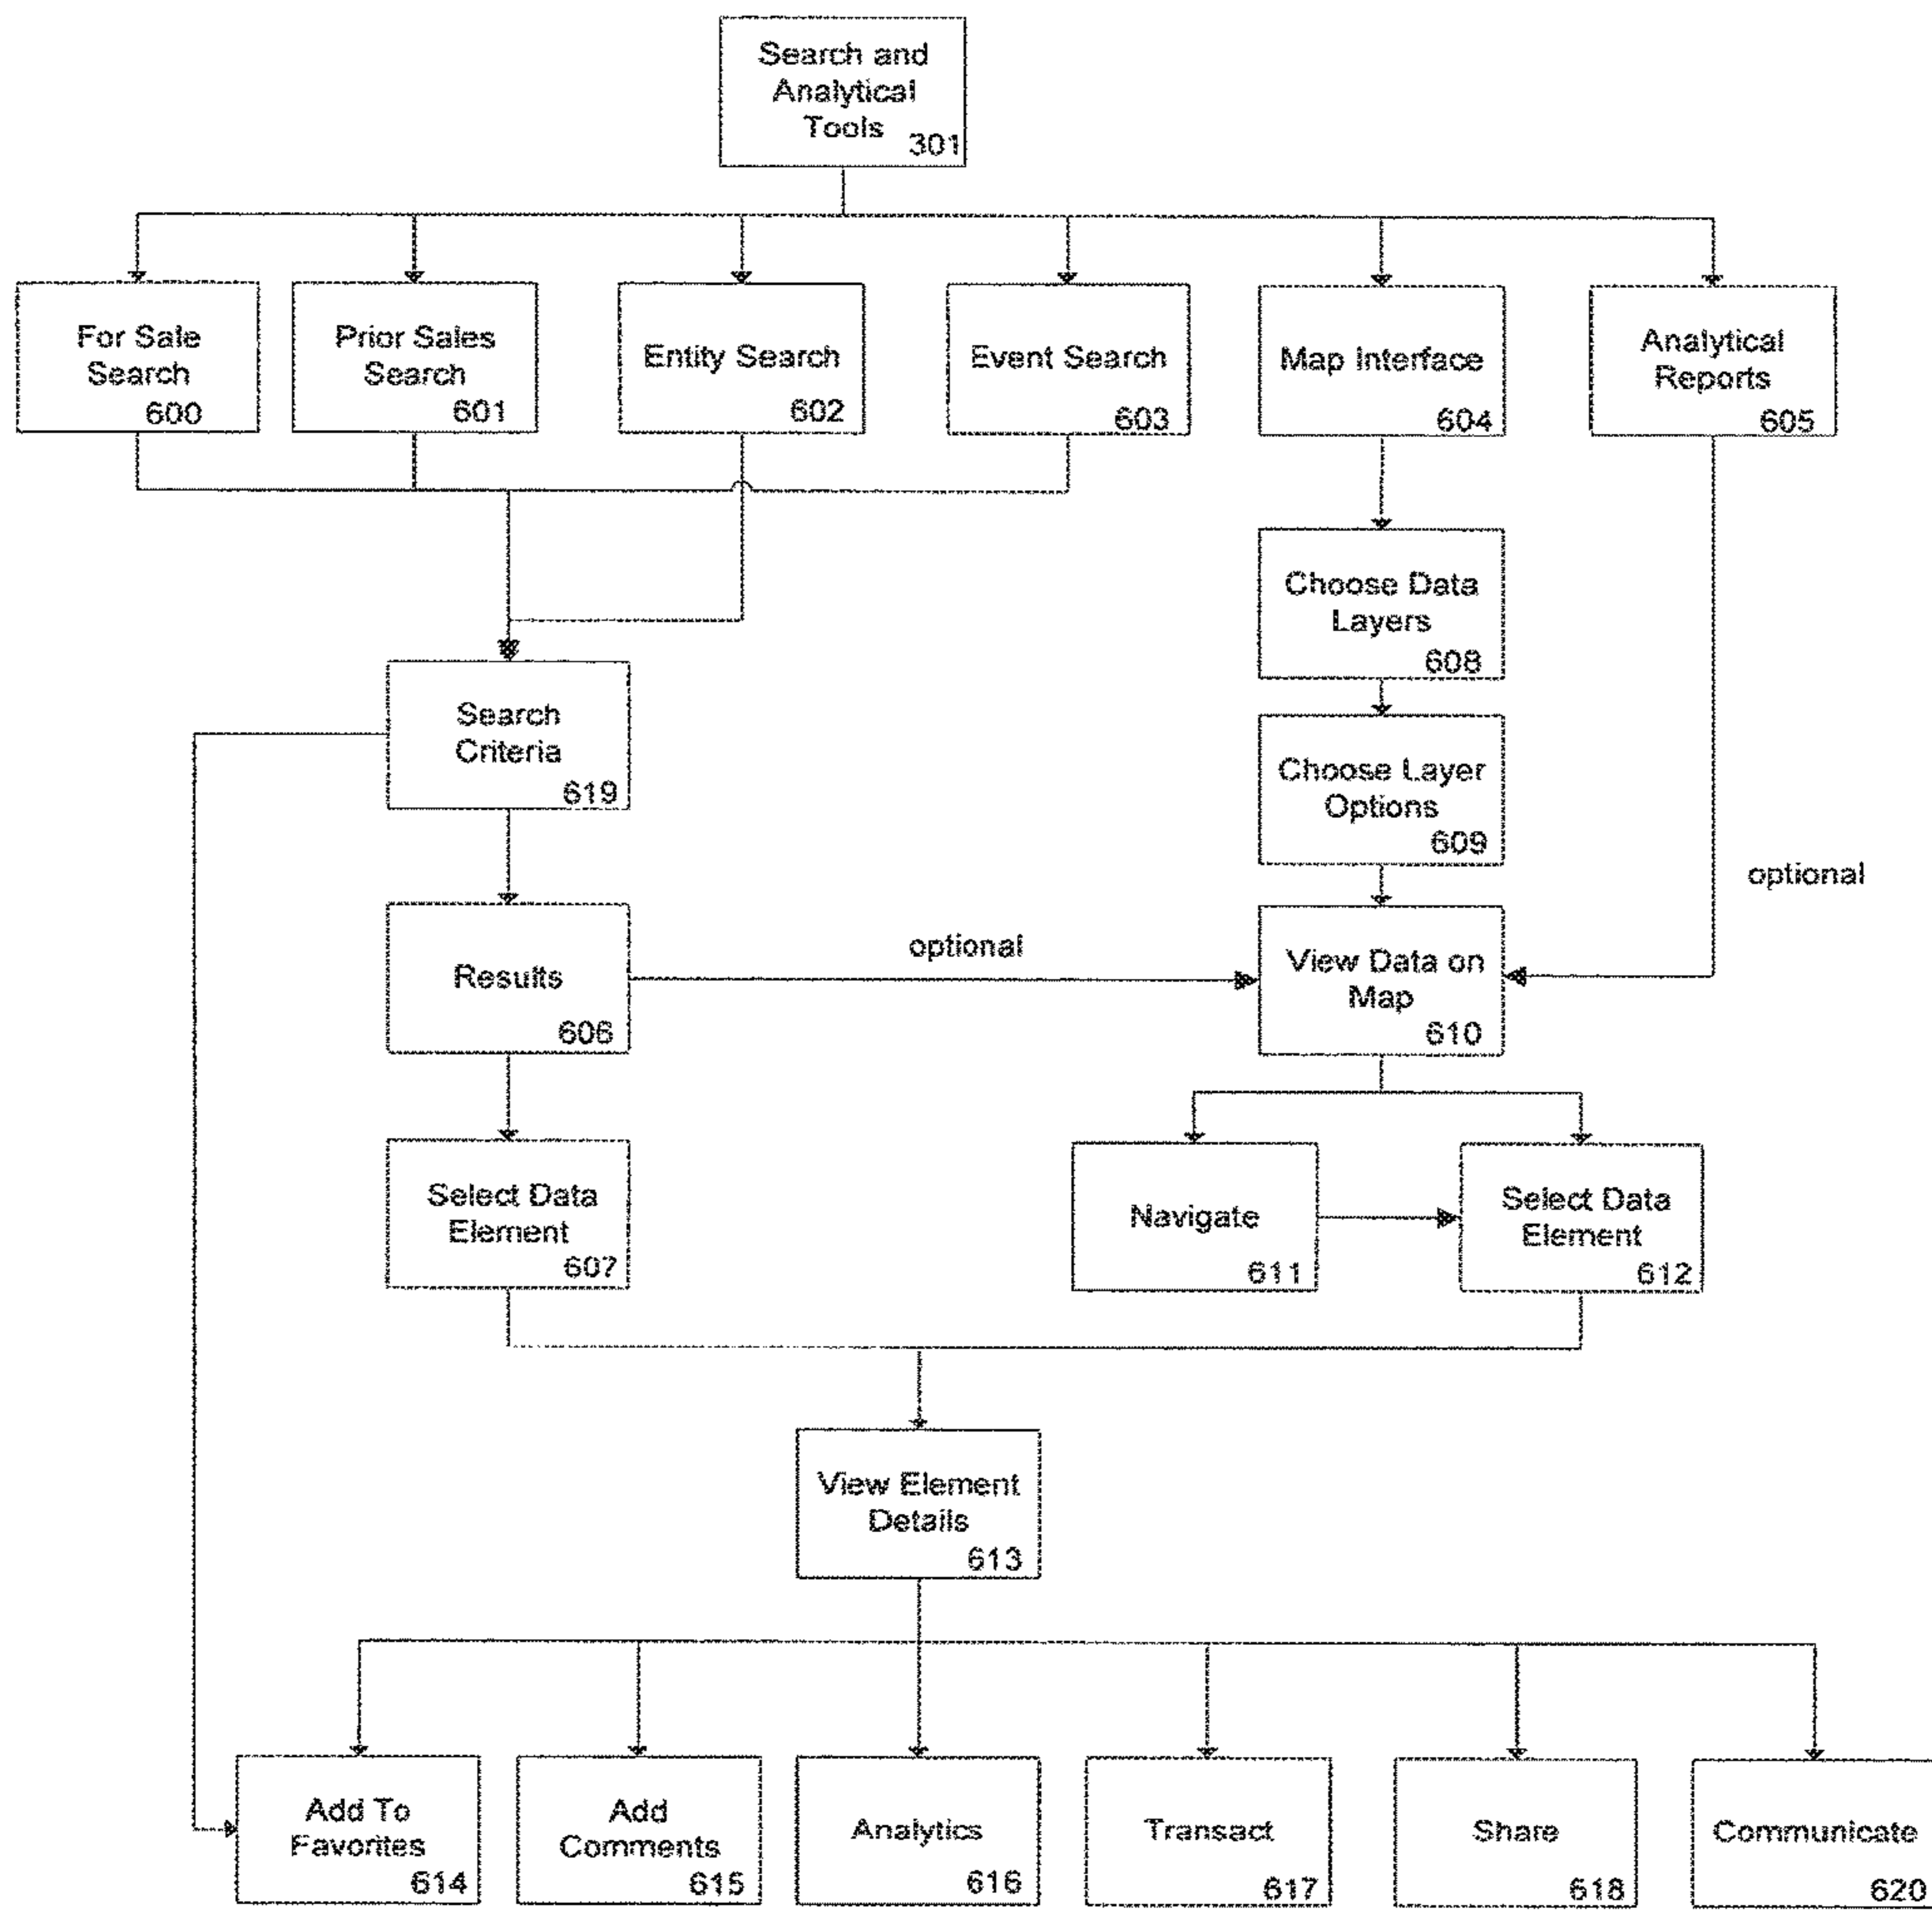 Search and
Analytical
Tools
301
For Sale
Search
600
Prior Sales
Search
601
Entity Search
602
Event Search
603
Map Interface
604
Analytical
Reports
605
Choose Data
Layers
608
Search
Criteria
619
Choose Layer
Options
609
optional
Results
606
optional
View Data on
Map
610
Select Data
Element
607
Navigate
611
Select Data
Element
612
View Element
Details
613
Add To
Favorites
614
Add
Comments
615
Analytics
616
Transact
617
Share
618
Communicate
620